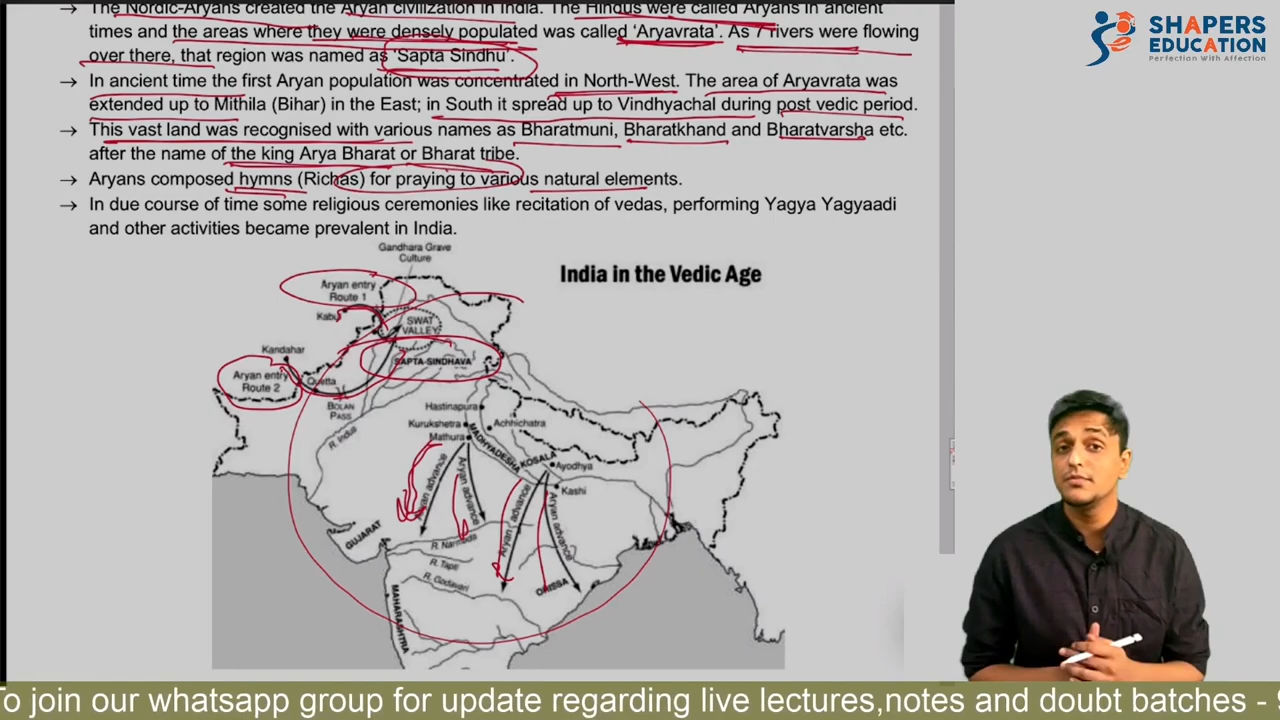 → The Nordic-Aryans created the Aryan civilization in India. The Hindus were called Aryans in ancient
times and the areas where they were densely populated was called ‘Aryavrata’. As 7 rivers were flowing
over there, that region was named as ‘Sapta Sindhu’.
→ In ancient time the first Aryan population was concentrated in North-West. The area of Aryavrata was
extended up to Mithila (Bihar) in the East; in South it spread up to Vindhyachal during post vedic period.
→ This vast land was recognised with various names as Bharatmuni, Bharatkhand and Bharatvarsha etc.
after the name of the king Arya Bharat or Bharat tribe.
→ Aryans composed hymns (Richas) for praying to various natural elements.
→ In due course of time some religious ceremonies like recitation of vedas, performing Yagya Yagyaadi
and other activities became prevalent in India.
SHAPERS
EDUCATION
Perfection With Affection
India in the Vedic Age
Gandhara Grave
Culture
Aryan entry
Route 1
Kabu
SWAT
VALLEY
Kandahar
SAPTA-SINDHAVA
Aryan entry
Route 2
Quetta
BOLAN
PASS
R. Indus
Hastinapura
Kurukshetra
Achhichatra
Mathura
MADHYADESHA
KOSALA
Ayodhya
Kashi
Aryan advance
Aryan advance
Aryan advance
Aryan advance
GUJARAT
R. Narmada
R. Tapti
R. Godavari
ORISSA
MAHARASHTRA
To join our whatsapp group for update regarding live lectures,notes and doubt batches - 9